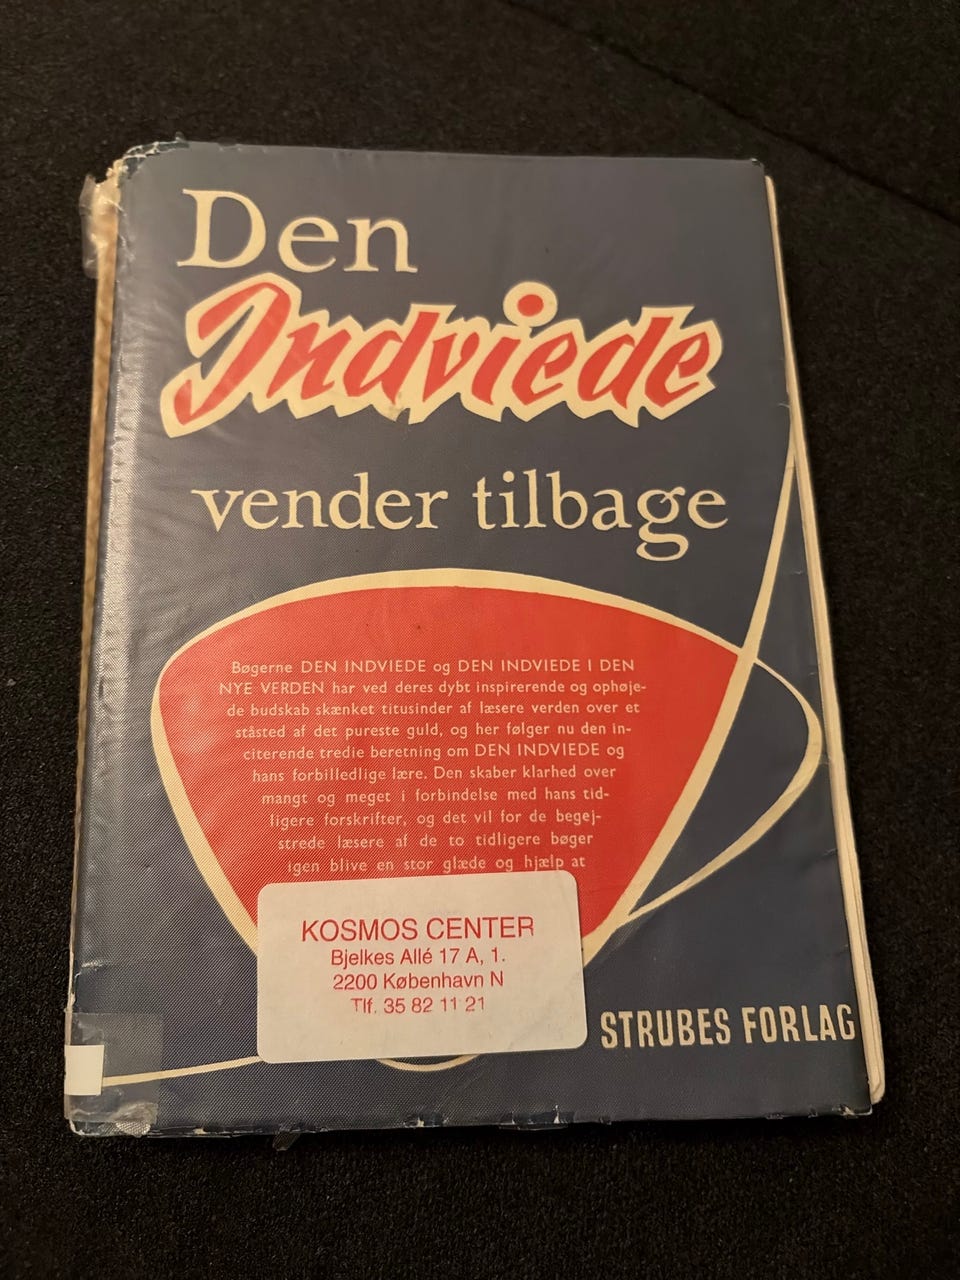 Den
Indviede
vender tilbage
Bøgerne DEN INDVIEDE og DEN INDVIEDE I DEN
NYE VERDEN har ved deres dybt inspirerende og ophøje-
de budskab skænket titusinder af læsere verden over et
ståsted af det pureste guld, og her følger nu den in-
citerende tredie beretning om DEN INDVIEDE og
hans forbilledlige lære. Den skaber klarhed over
mangt og meget i forbindelse med hans tid-
ligere forskrifter, og det vil for de begej-
strede læsere af de to tidligere bøger
igen blive en stor glæde og hjælp at
KOSMOS CENTER
Bjelkes Allé 17 A, 1.
2200 København N
Tlf. 35 82 11 21
STRUBES FORLAG